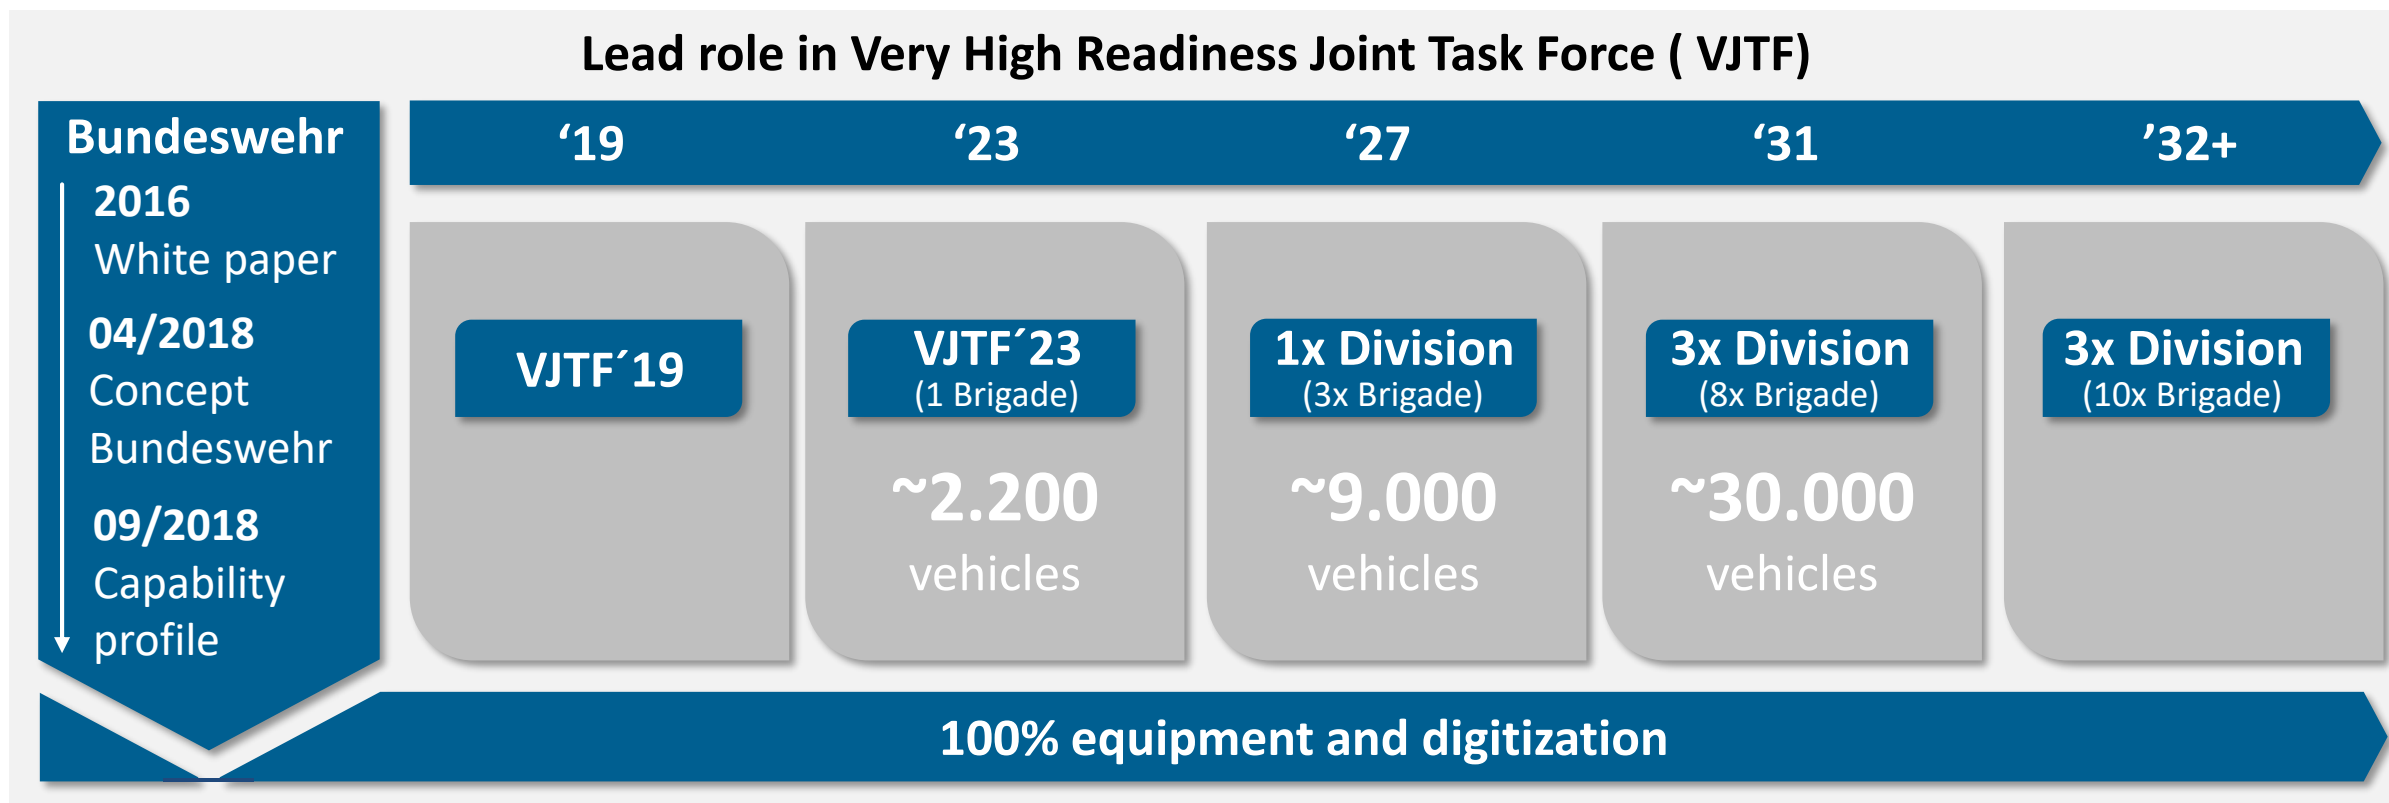 Lead role in Very High Readiness Joint Task Force ( VJTF)
Bundeswehr
2016
White paper
04/2018
Concept
Bundeswehr
09/2018
Capability
profile
‘19
‘23
‘27
‘31
’32+
VJTF´19
VJTF´23
(1 Brigade)
~2.200
vehicles
1x Division
(3x Brigade)
~9.000
vehicles
3x Division
(8x Brigade)
~30.000
vehicles
3x Division
(10x Brigade)
100% equipment and digitization